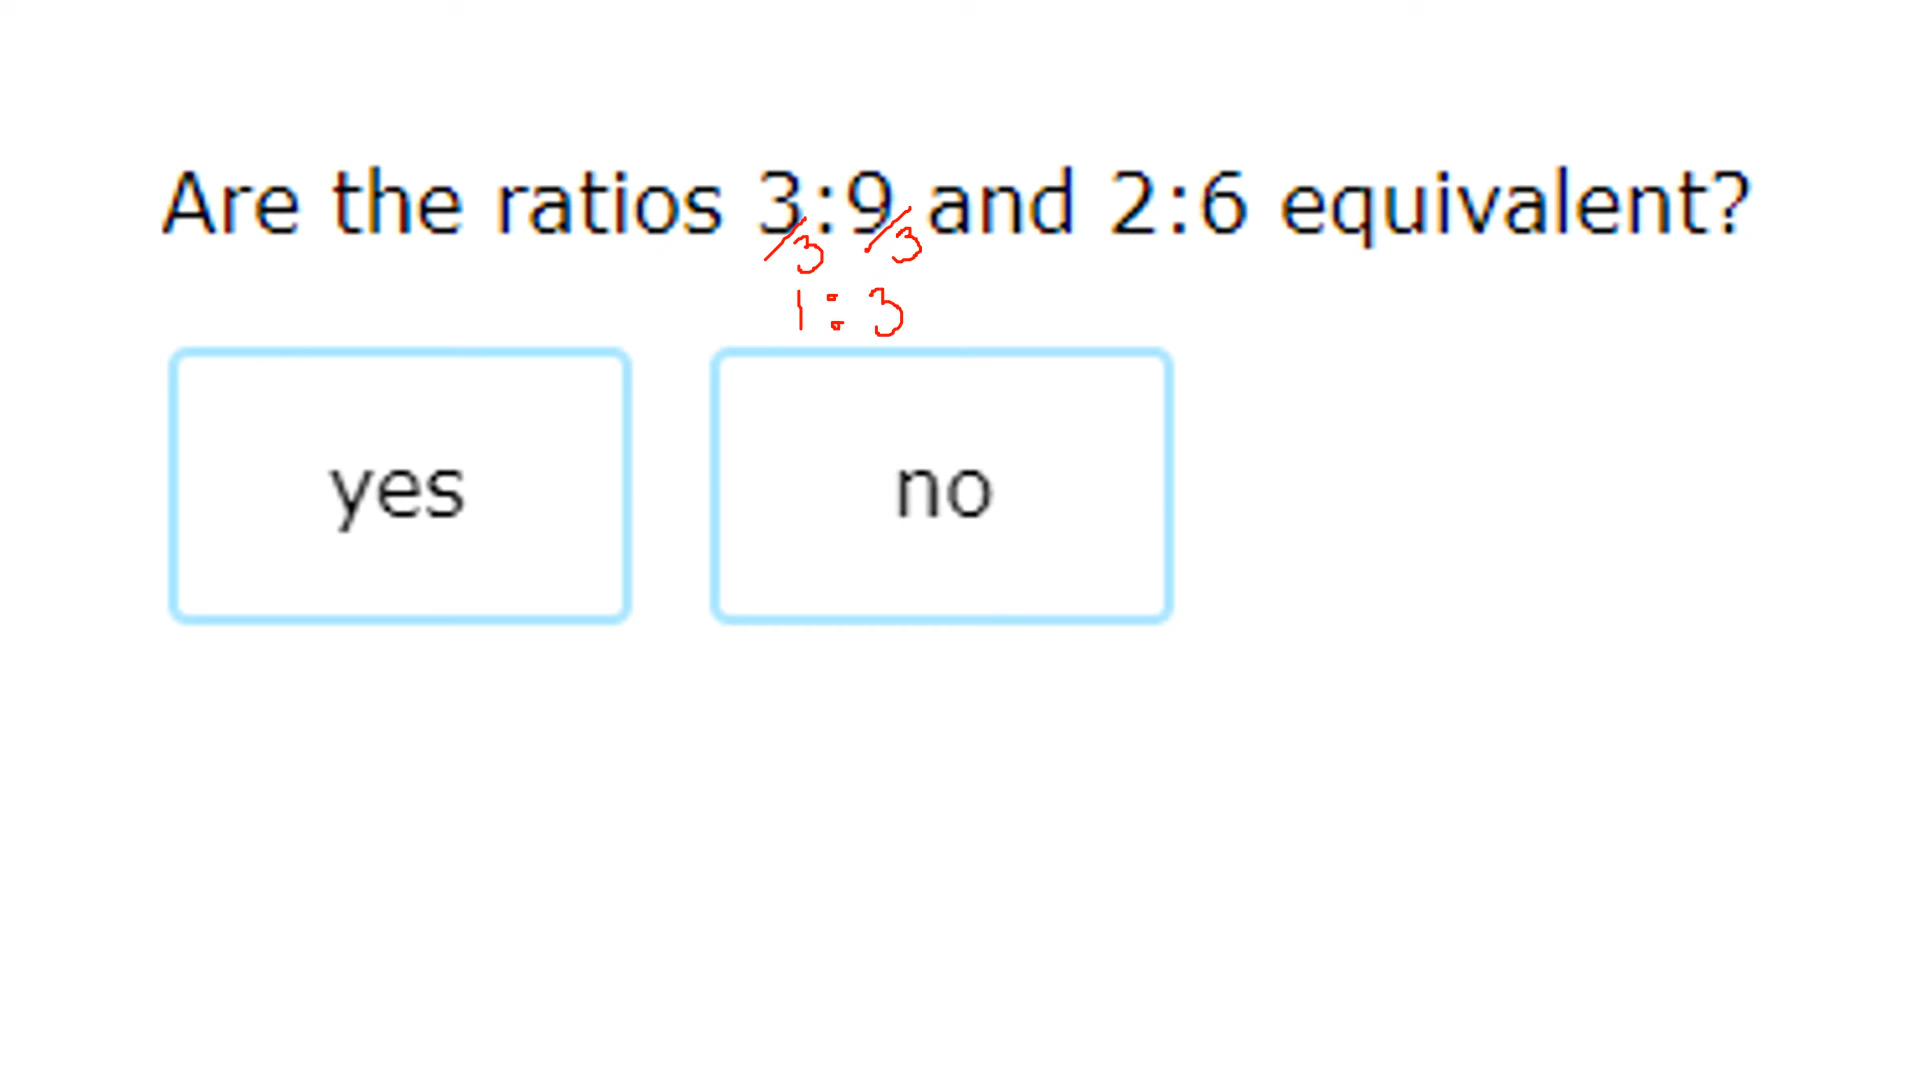 Are the ratios 3:9 and 2:6 equivalent?
/3 /3
1:3
yes no